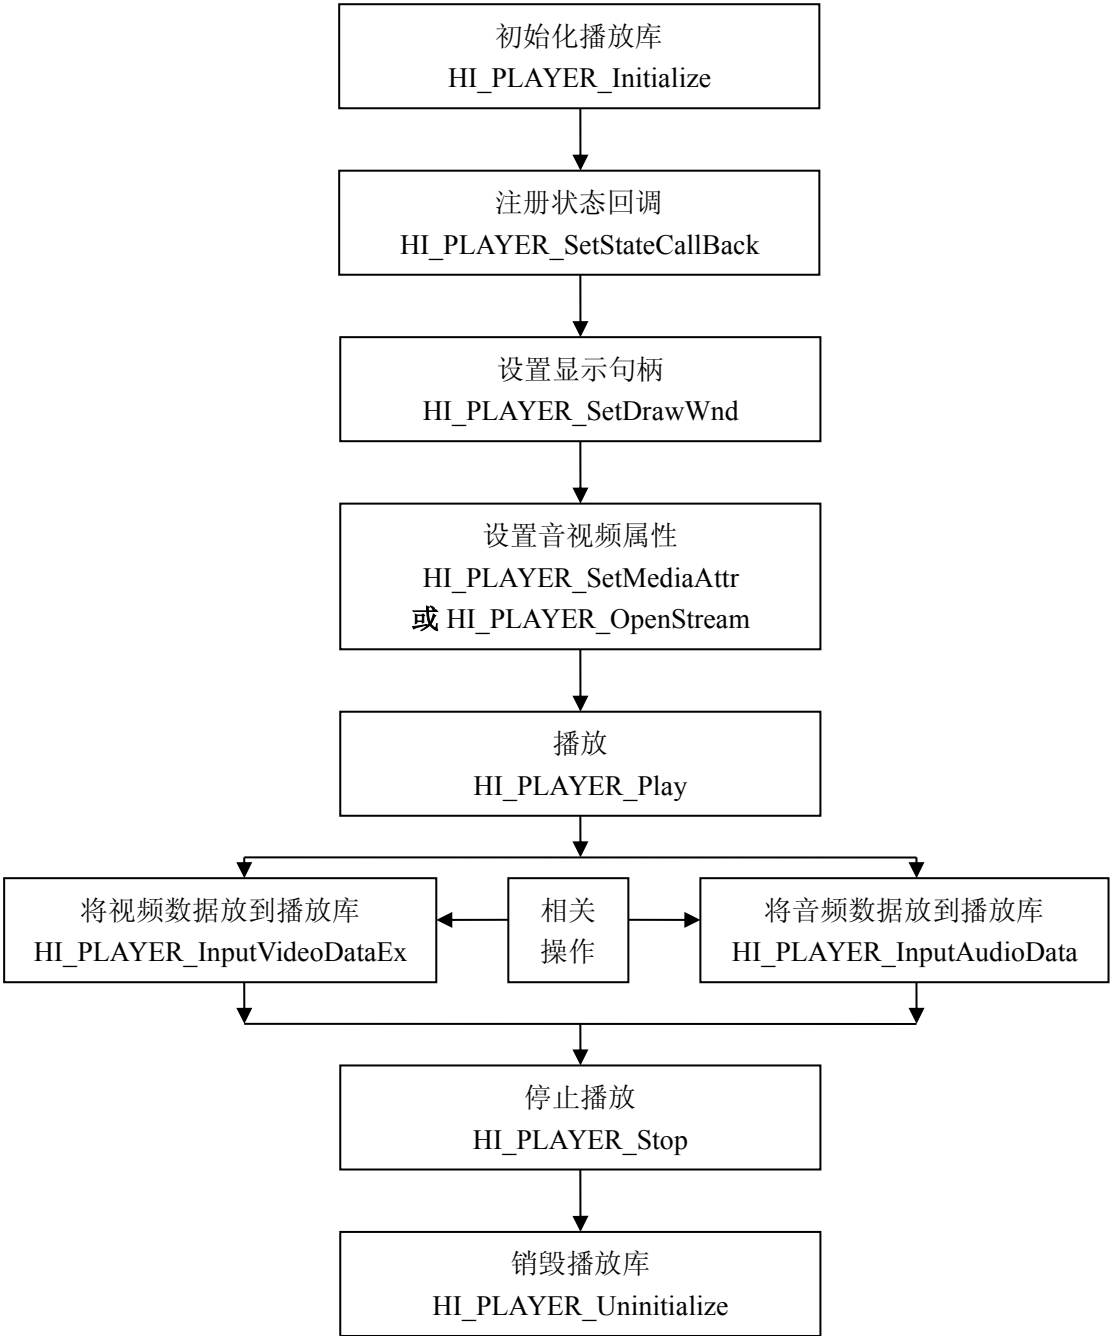 初始化播放库
HI_PLAYER_Initialize
注册状态回调
HI_PLAYER_SetStateCallBack
设置显示句柄
HI_PLAYER_SetDrawWnd
设置音视频属性
HI_PLAYER_SetMediaAttr
或 HI_PLAYER_OpenStream
播放
HI_PLAYER_Play
将视频数据放到播放库
HI_PLAYER_InputVideoDataEx
相关
操作
将音频数据放到播放库
HI_PLAYER_InputAudioData
停止播放
HI_PLAYER_Stop
销毁播放库
HI_PLAYER_Uninitialize